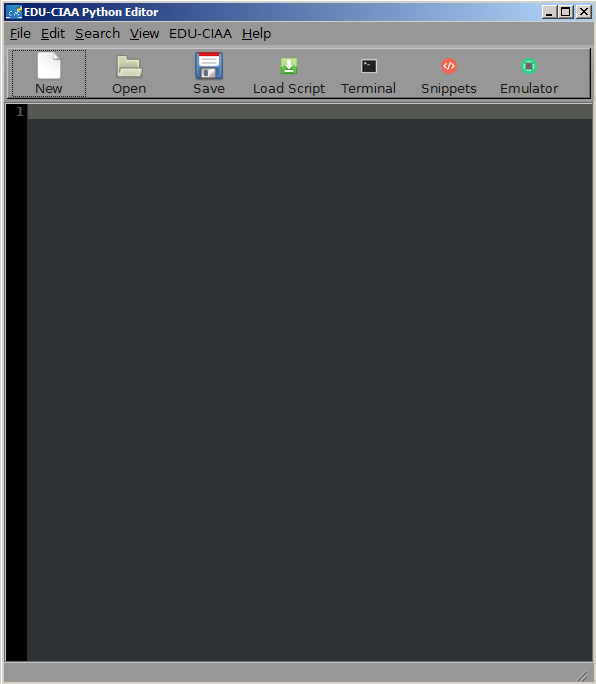 EDU-CIAA Python Editor
File Edit Search View EDU-CIAA Help
New Open Save Load Script Terminal Snippets Emulator
1